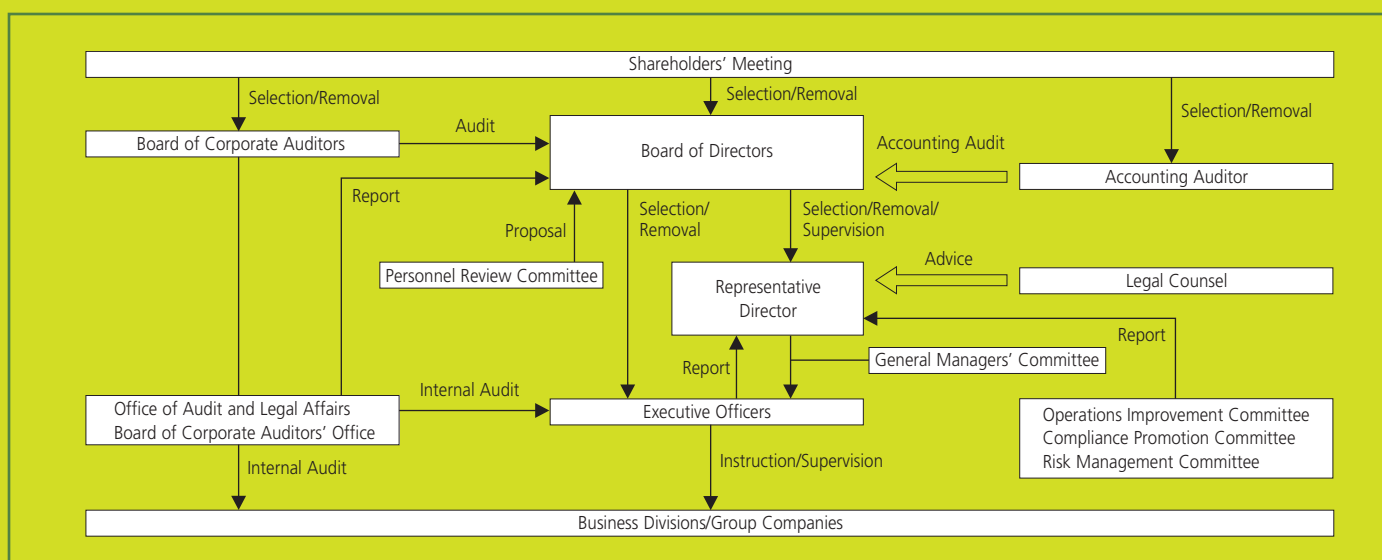 Shareholders' Meeting
Selection/Removal
Selection/Removal
Selection/Removal
Board of Corporate Auditors
Audit
Board of Directors
Accounting Audit
Accounting Auditor
Report
Proposal
Selection/
Removal
Selection/Removal/
Supervision
Personnel Review Committee
Representative
Director
Advice
Legal Counsel
Report
General Managers' Committee
Report
Internal Audit
Office of Audit and Legal Affairs
Board of Corporate Auditors' Office
Executive Officers
Operations Improvement Committee
Compliance Promotion Committee
Risk Management Committee
Internal Audit
Instruction/Supervision
Business Divisions/Group Companies